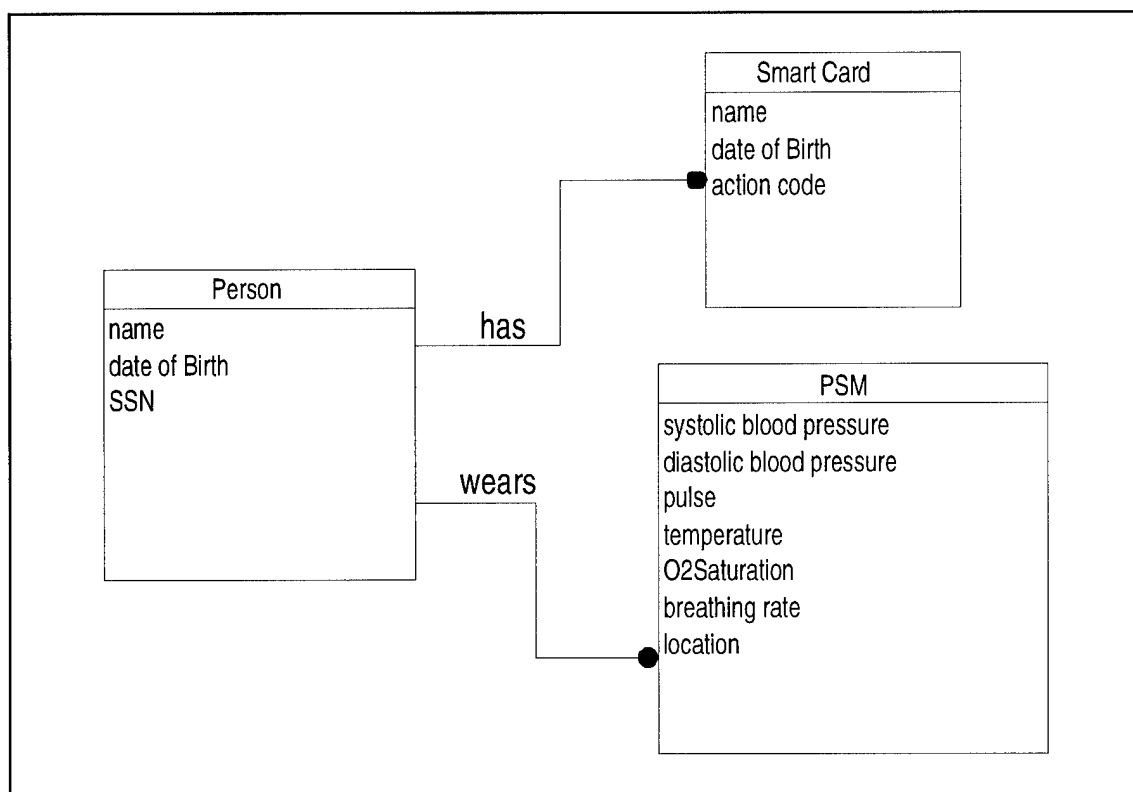 Smart Card
name
date of Birth
action code
Person
name
date of Birth
SSN
has
wears
PSM
systolic blood pressure
diastolic blood pressure
pulse
temperature
O2Saturation
breathing rate
location